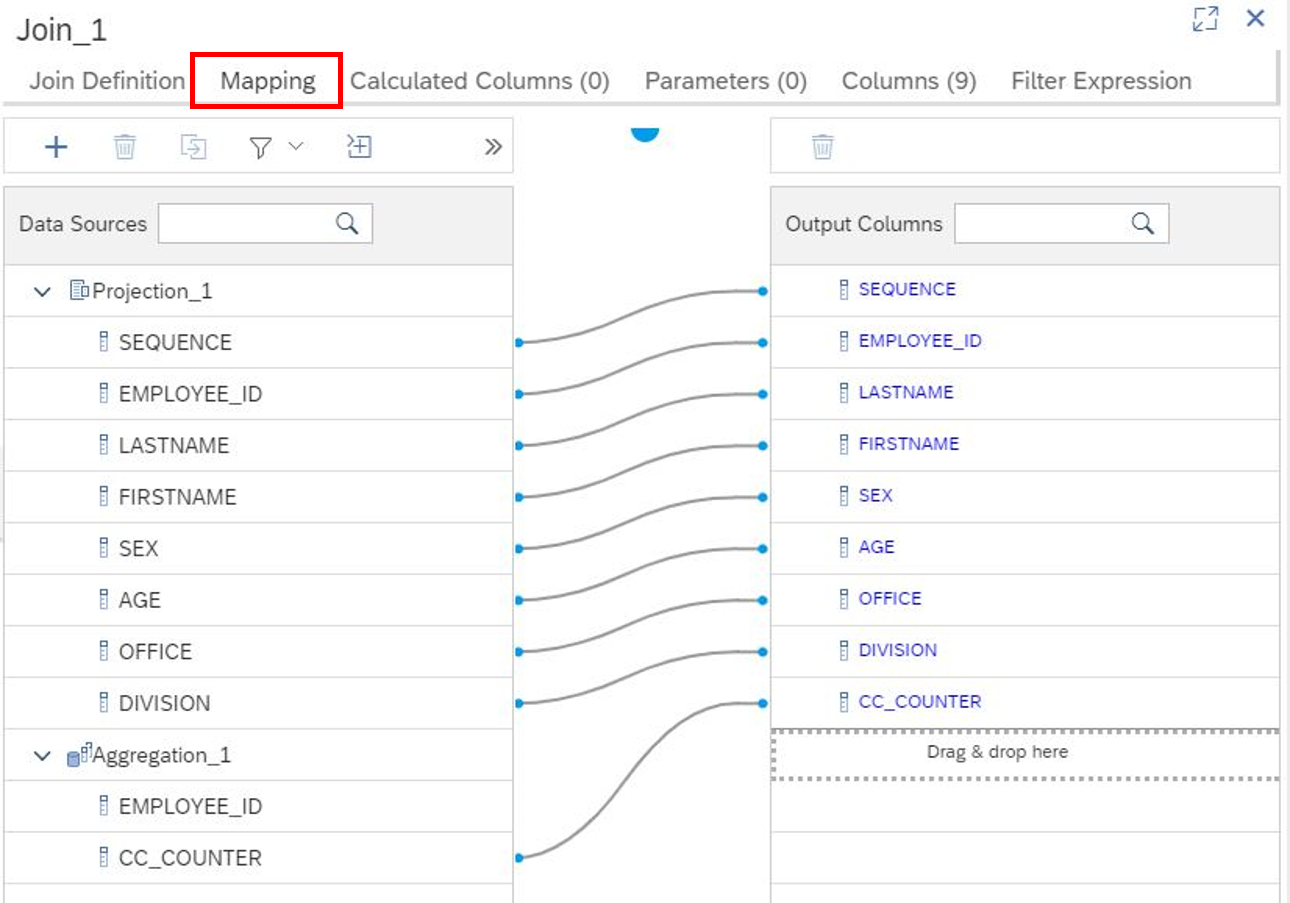 Join_1
Join Definition Mapping Calculated Columns (0) Parameters (0) Columns (9) Filter Expression
Data Sources
Projection_1
SEQUENCE
EMPLOYEE_ID
LASTNAME
FIRSTNAME
SEX
AGE
OFFICE
DIVISION
Aggregation_1
EMPLOYEE_ID
CC_COUNTER
Output Columns
SEQUENCE
EMPLOYEE_ID
LASTNAME
FIRSTNAME
SEX
AGE
OFFICE
DIVISION
CC_COUNTER
Drag & drop here